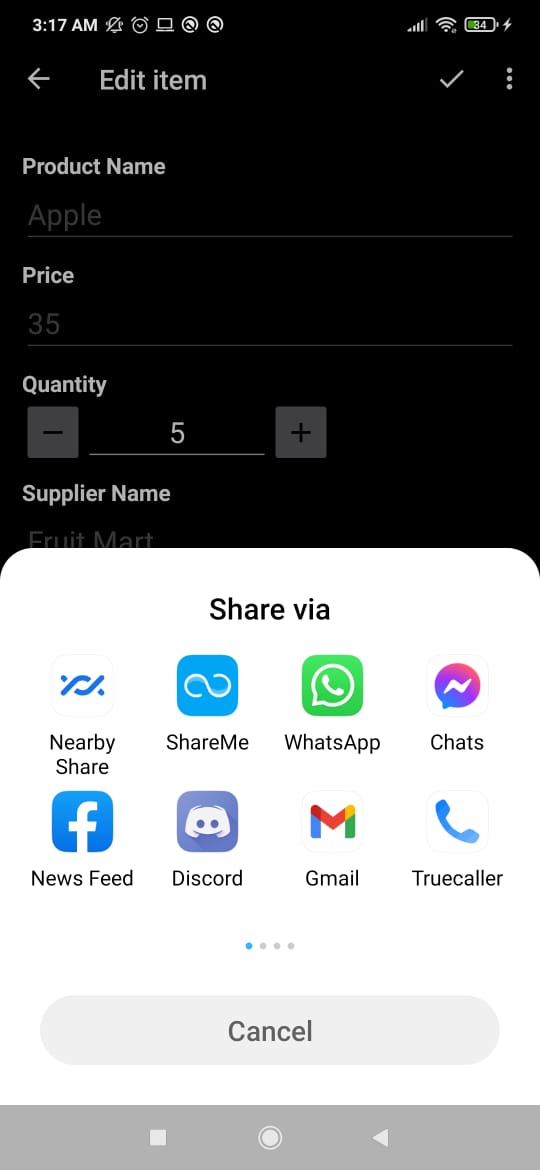 3:17 AM
34
Edit item
Product Name
Apple
Price
35
Quantity
5
Supplier Name
Fruit Mart
Share via
Nearby Share
ShareMe
WhatsApp
Chats
News Feed
Discord
Gmail
Truecaller
Cancel